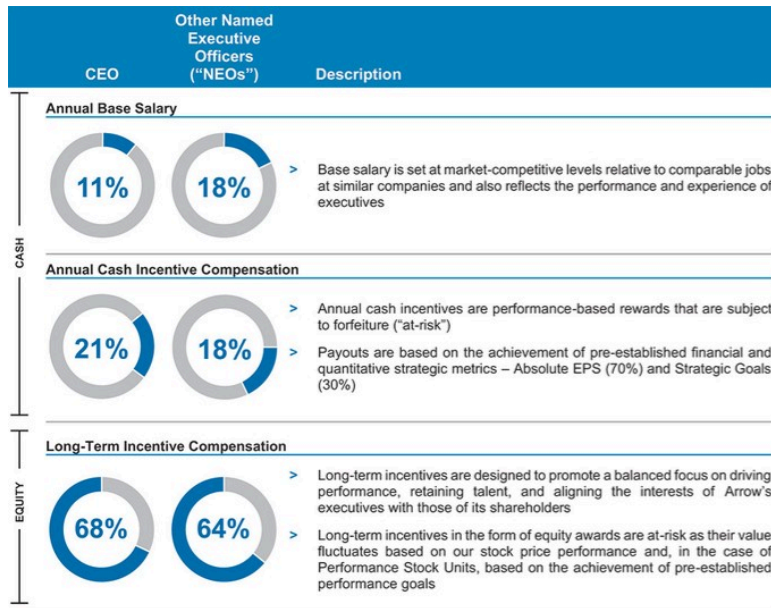 CEO
Other Named
Executive
Officers
("NEOs")
Description
CASH
Annual Base Salary
11%
18%
> Base salary is set at market-competitive levels relative to comparable jobs
at similar companies and also reflects the performance and experience of
executives
Annual Cash Incentive Compensation
21%
18%
> Annual cash incentives are performance-based rewards that are subject
to forfeiture ("at-risk")
> Payouts are based on the achievement of pre-established financial and
quantitative strategic metrics – Absolute EPS (70%) and Strategic Goals
(30%)
EQUITY
Long-Term Incentive Compensation
68%
64%
> Long-term incentives are designed to promote a balanced focus on driving
performance, retaining talent, and aligning the interests of Arrow's
executives with those of its shareholders
> Long-term incentives in the form of equity awards are at-risk as their value
fluctuates based on our stock price performance and, in the case of
Performance Stock Units, based on the achievement of pre-established
performance goals